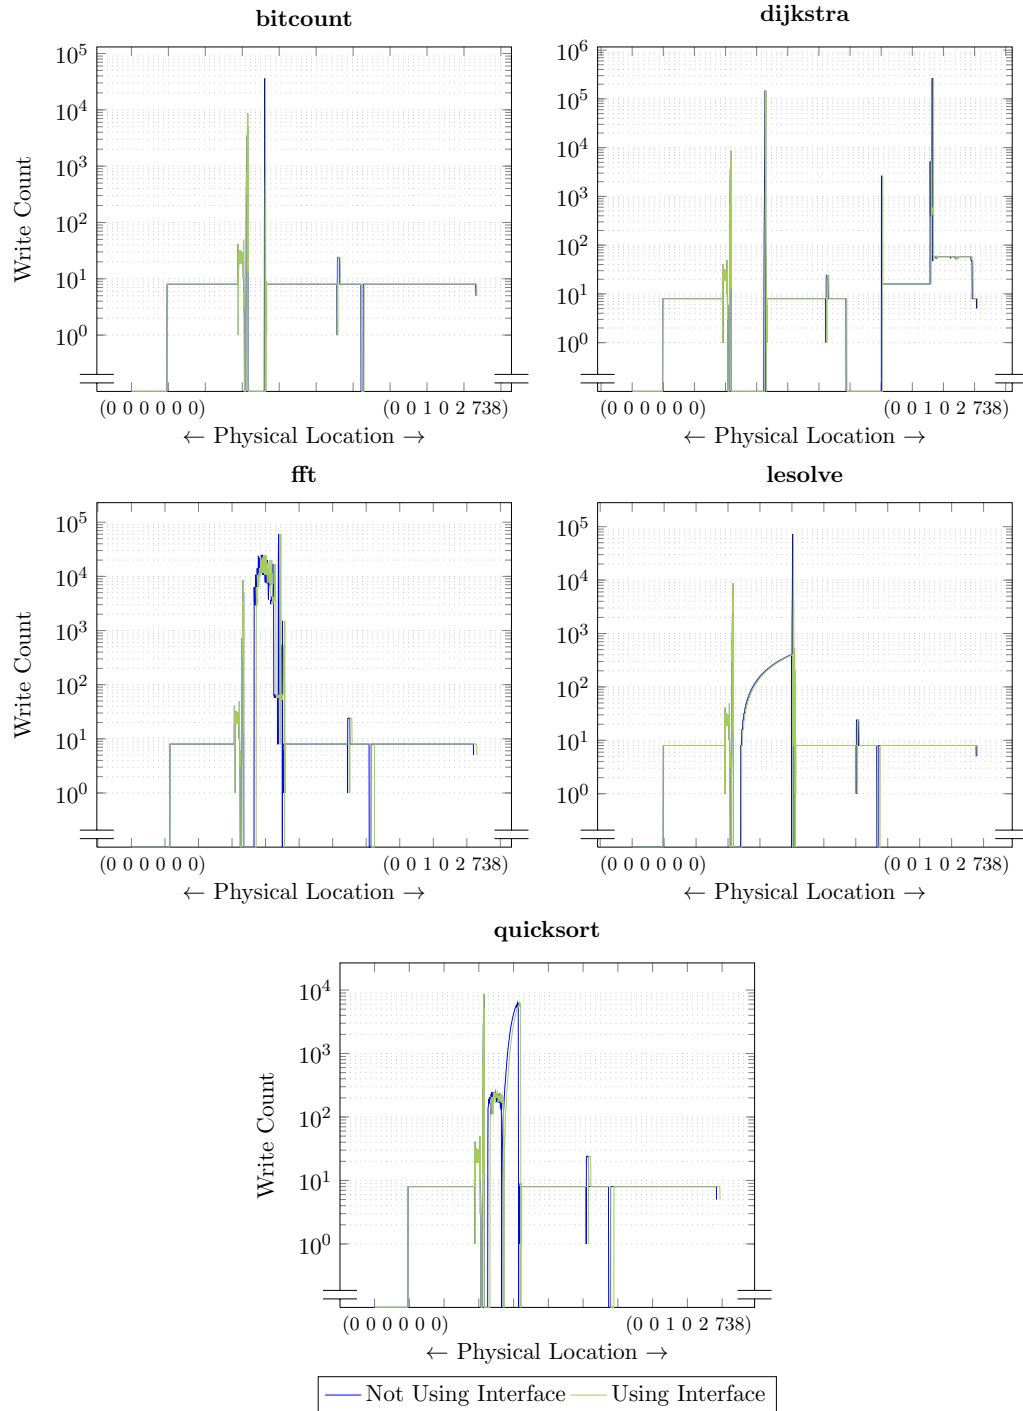 bitcount
dijkstra
Write Count
10^5
10^4
10^3
10^2
10^1
10^0
10^6
10^5
10^4
10^3
10^2
10^1
10^0
(0 0 0 0 0 0)
(0 0 1 0 2 738)
(0 0 0 0 0 0)
(0 0 1 0 2 738)
← Physical Location →
← Physical Location →
fft
lesolve
Write Count
10^5
10^4
10^3
10^2
10^1
10^0
10^5
10^4
10^3
10^2
10^1
10^0
(0 0 0 0 0 0)
(0 0 1 0 2 738)
(0 0 0 0 0 0)
(0 0 1 0 2 738)
← Physical Location →
← Physical Location →
quicksort
Write Count
10^4
10^3
10^2
10^1
10^0
(0 0 0 0 0 0)
(0 0 1 0 2 738)
← Physical Location →
Not Using Interface
Using Interface